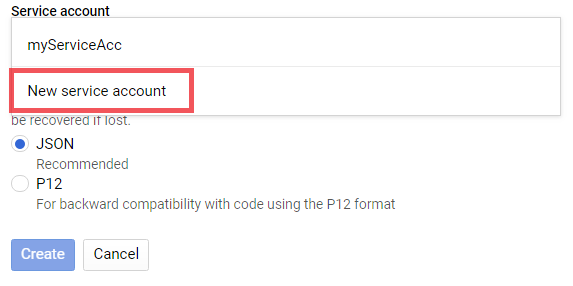 Service account
myServiceAcc
New service account
be recovered if lost.
JSON
Recommended
P12
For backward compatibility with code using the P12 format
Create
Cancel